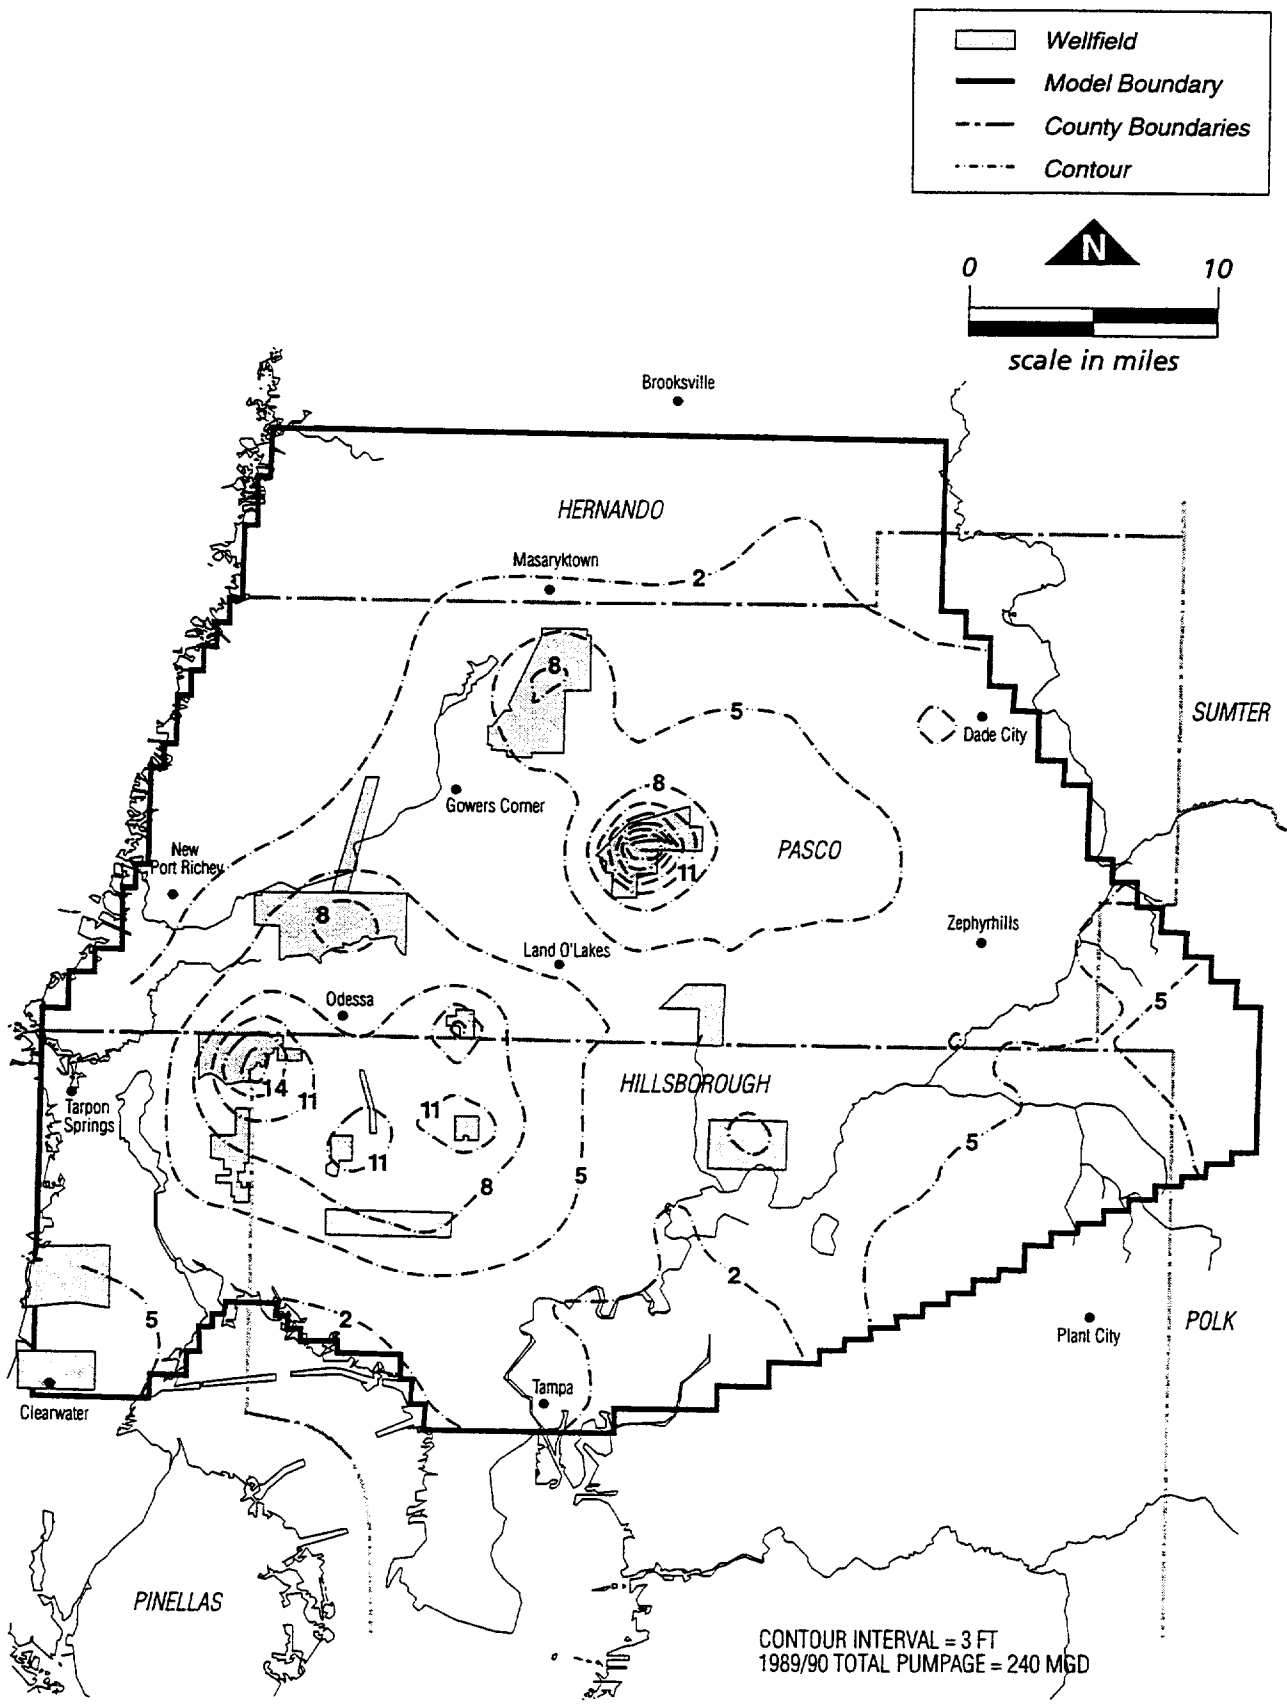 Wellfield
Model Boundary
County Boundaries
Contour
N
0
10
scale in miles
Brooksville
HERNANDO
Masaryktown
2
8
5
SUMTER
Dade City
8
Gowers Corner
New
Port Richey
PASCO
11
8
Zephyrhills
Land O'Lakes
Odessa
5
14
11
HILLSBOROUGH
Tarpon
Springs
11
5
11
8
5
2
5
2
POLK
Plant City
Tampa
Clearwater
PINELLAS
CONTOUR INTERVAL = 3 FT
1989/90 TOTAL PUMPAGE = 240 MGD